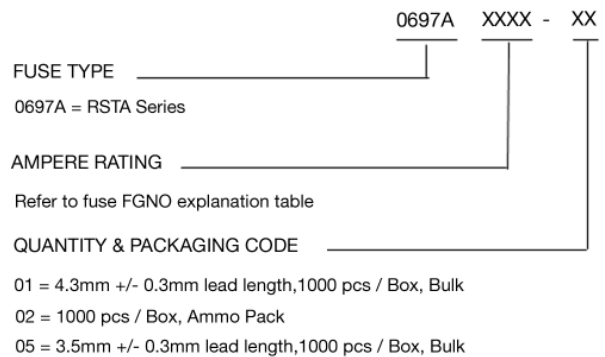 0697A XXXX - XX
FUSE TYPE
0697A = RSTA Series
AMPERE RATING
Refer to fuse FGNO explanation table
QUANTITY & PACKAGING CODE
01 = 4.3mm +/- 0.3mm lead length,1000 pcs / Box, Bulk
02 = 1000 pcs / Box, Ammo Pack
05 = 3.5mm +/- 0.3mm lead length,1000 pcs / Box, Bulk